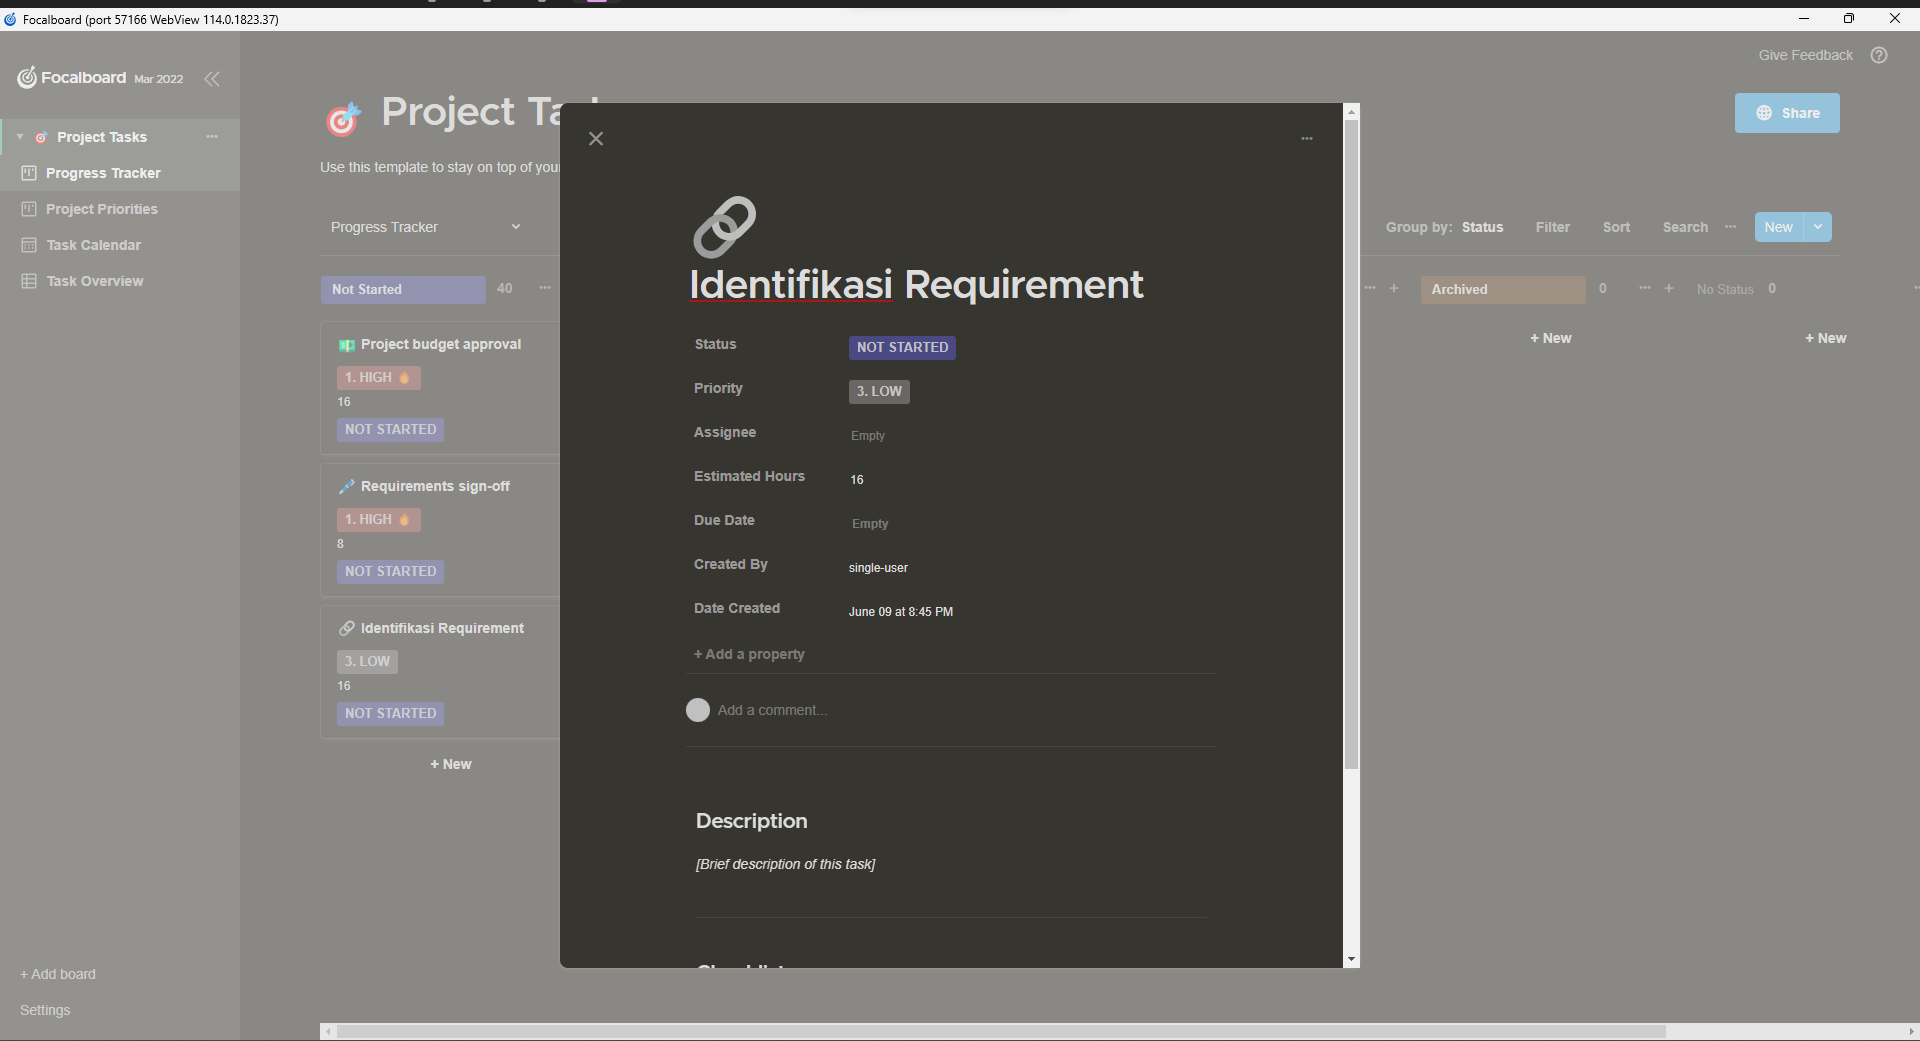 Focalboard (port 57166 WebView 114.0.1823.37)
Give Feedback
Focalboard Mar 2022
Project Tasks
Progress Tracker
Project Priorities
Task Calendar
Task Overview
+ Add board
Settings
Project
Share
Use this template to stay on top of
Progress Tracker
Group by: Status
Filter
Sort
Search
New
Not Started 40
Archived 0
No Status 0
+ New
+ New
Project budget approval
1. HIGH
16
NOT STARTED
Requirements sign-off
1. HIGH
8
NOT STARTED
Identifikasi Requirement
3. LOW
16
NOT STARTED
+ New
Identifikasi Requirement
Status NOT STARTED
Priority 3. LOW
Assignee Empty
Estimated Hours 16
Due Date Empty
Created By single-user
Date Created June 09 at 8:45 PM
+ Add a property
Add a comment...
Description
[Brief description of this task]